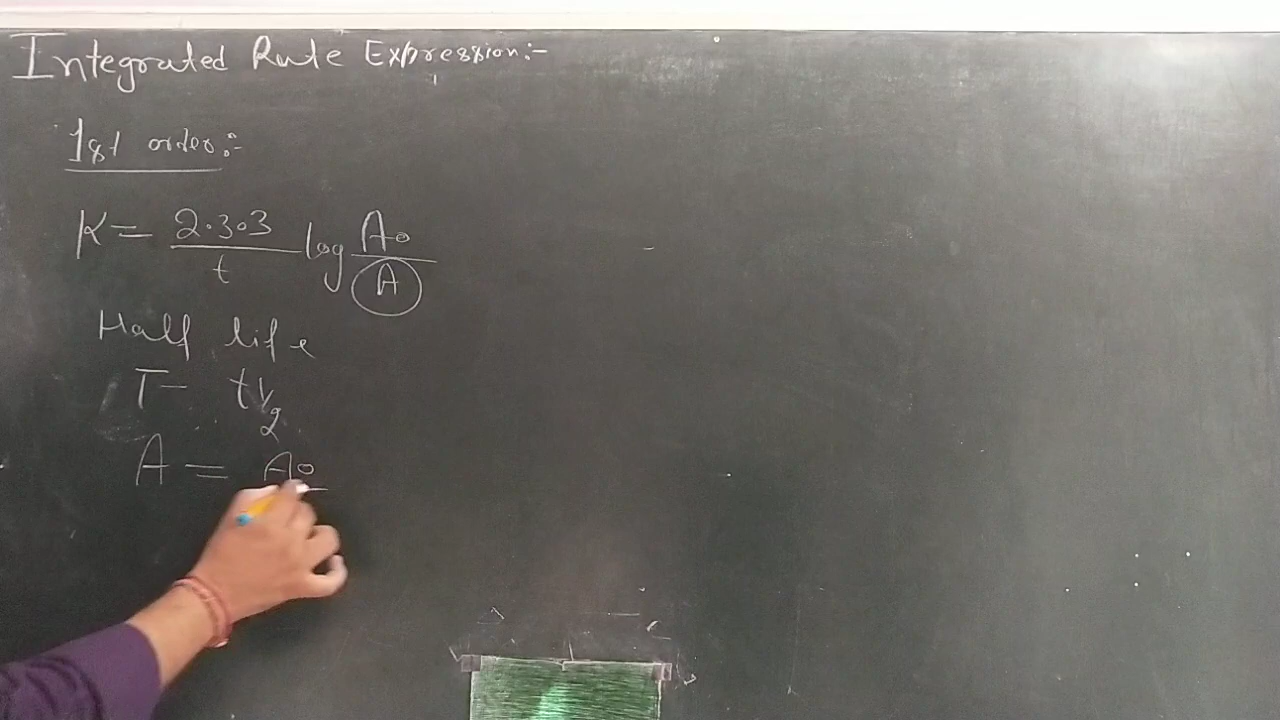 Integrated Rate Expression:-
1st order:-
K = 2.303/t log A₀/A
Half life
T - t1/2
A = A₀